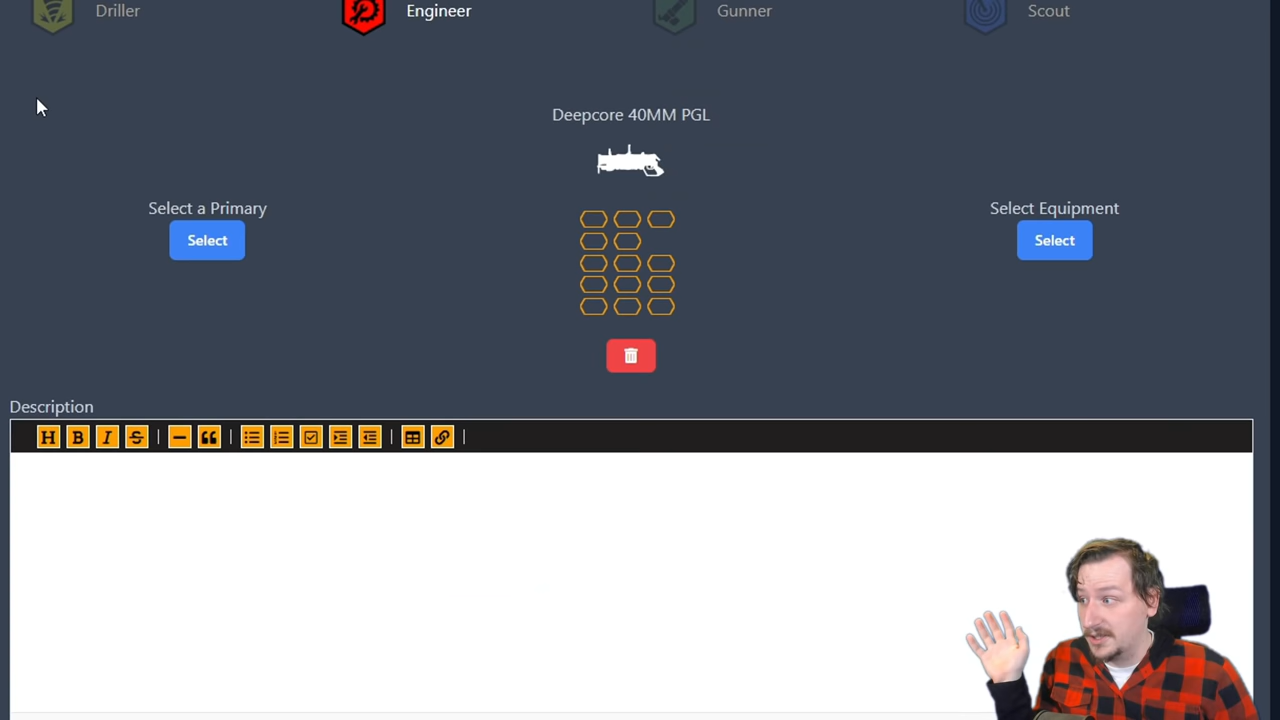 Driller
Engineer
Gunner
Scout
Deepcore 40MM PGL
Select a Primary
Select
Select Equipment
Select
Description
H B I S